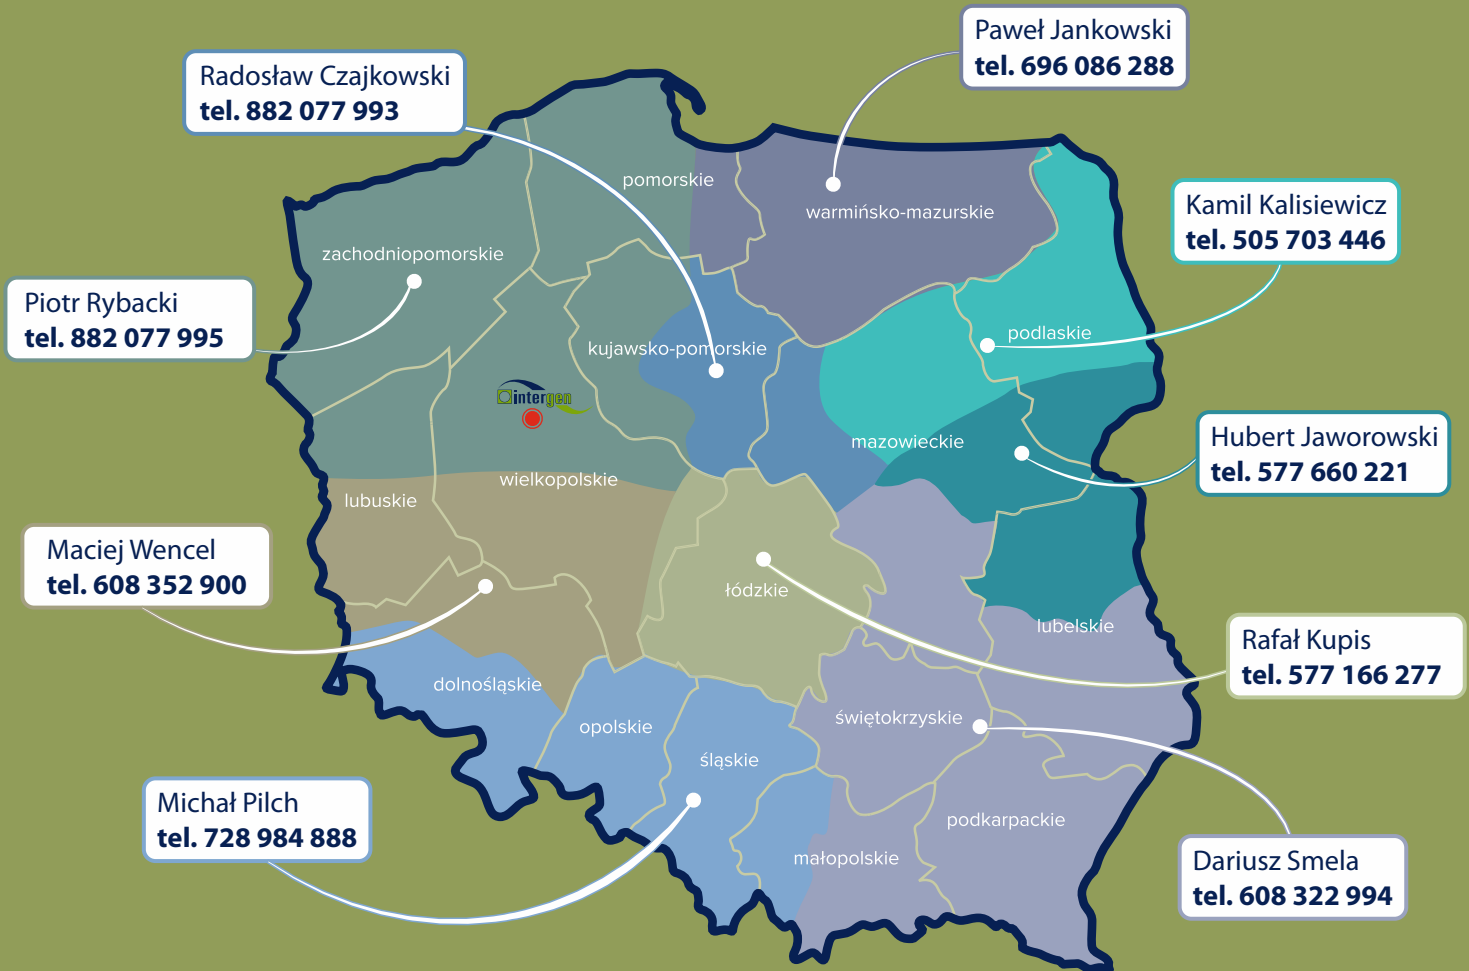 Paweł Jankowski
tel. 696 086 288
Radosław Czajkowski
tel. 882 077 993
pomorskie
warmińsko-mazurskie
Kamil Kalisiewicz
tel. 505 703 446
zachodniopomorskie
Piotr Rybacki
tel. 882 077 995
podlaskie
kujawsko-pomorskie
intergen
mazowieckie
Hubert Jaworowski
tel. 577 660 221
wielkopolskie
lubuskie
Maciej Wencel
tel. 608 352 900
łódzkie
lubelskie
Rafał Kupis
tel. 577 166 277
dolnośląskie
opolskie
świętokrzyskie
śląskie
Michał Pilch
tel. 728 984 888
podkarpackie
małopolskie
Dariusz Smela
tel. 608 322 994